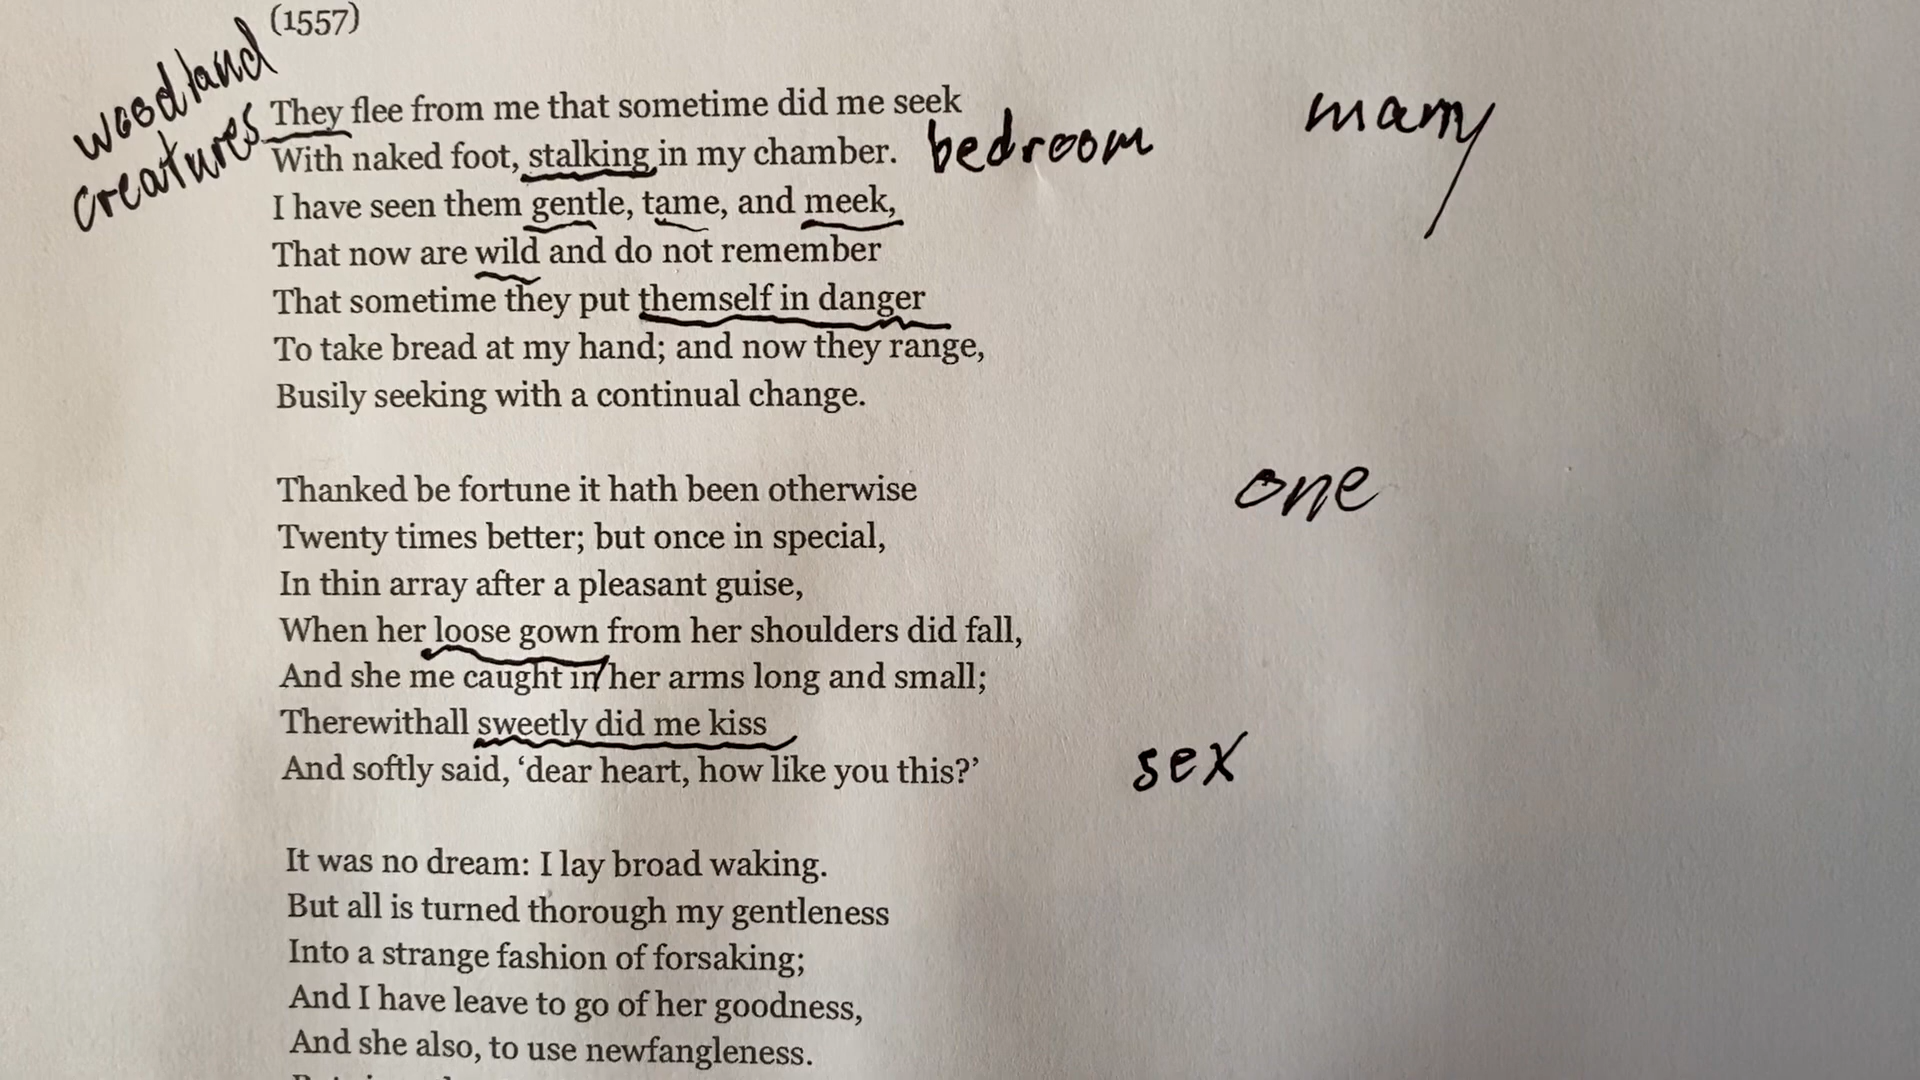 (1557)
woodland
creatures
They flee from me that sometime did me seek
many
With naked foot, stalking in my chamber.
bedroom
I have seen them gentle, tame, and meek,
That now are wild and do not remember
That sometime they put themself in danger
To take bread at my hand; and now they range,
Busily seeking with a continual change.
Thanked be fortune it hath been otherwise
one
Twenty times better; but once in special,
In thin array after a pleasant guise,
When her loose gown from her shoulders did fall,
And she me caught in her arms long and small;
Therewithall sweetly did me kiss
And softly said, ‘dear heart, how like you this?’
sex
It was no dream: I lay broad waking.
But all is turned thorough my gentleness
Into a strange fashion of forsaking;
And I have leave to go of her goodness,
And she also, to use newfangleness.